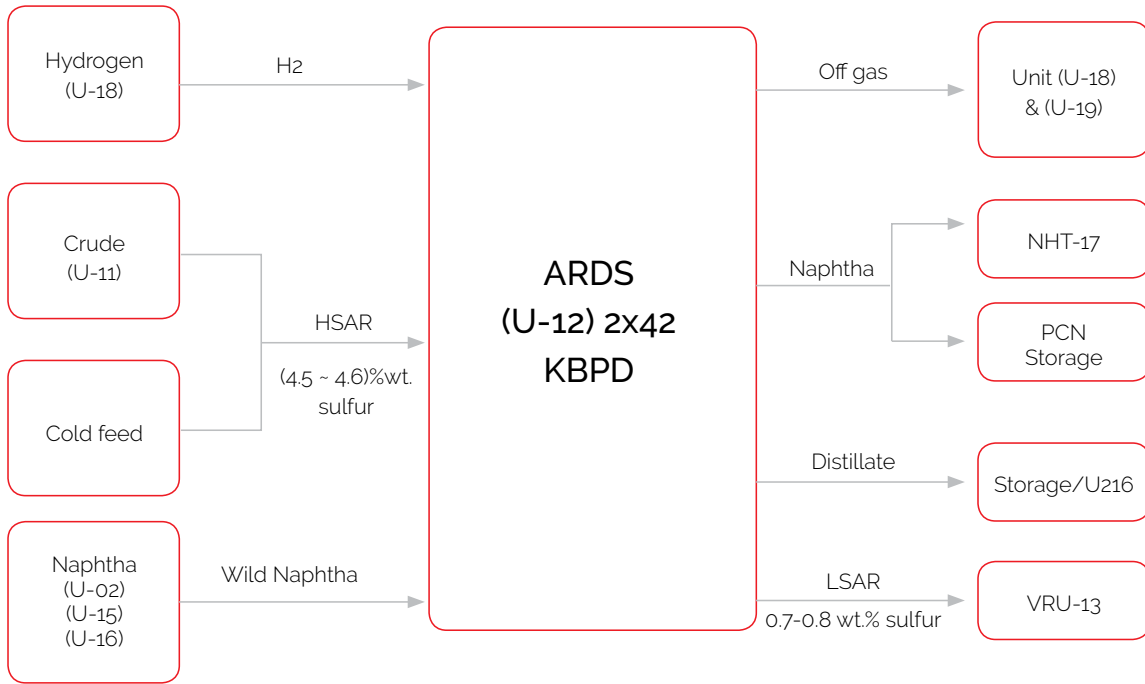 Hydrogen
(U-18)
H2
Crude
(U-11)
HSAR
(4.5 ~ 4.6)%wt.
sulfur
Cold feed
Naphtha
(U-02)
(U-15)
(U-16)
Wild Naphtha
ARDS
(U-12) 2x42
KBPD
Off gas
Unit (U-18)
& (U-19)
Naphtha
NHT-17
PCN
Storage
Distillate
Storage/U216
LSAR
0.7-0.8 wt.% sulfur
VRU-13